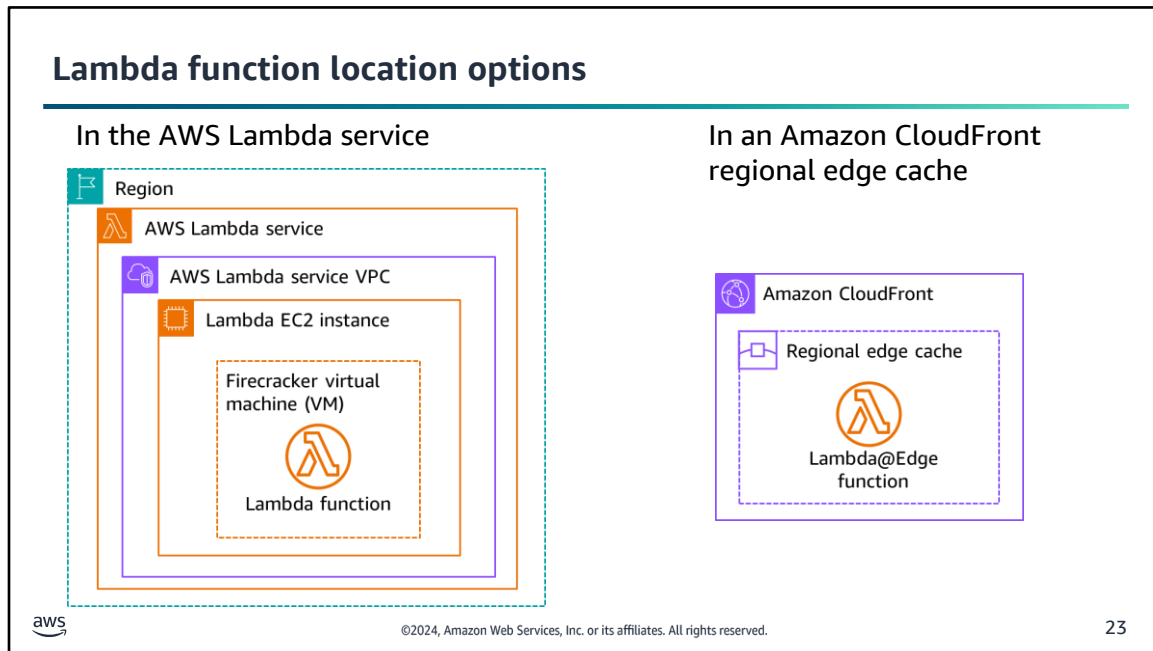 Lambda function location options
In the AWS Lambda service
Region
AWS Lambda service
AWS Lambda service VPC
Lambda EC2 instance
Firecracker virtual
machine (VM)
Lambda function
In an Amazon CloudFront
regional edge cache
Amazon CloudFront
Regional edge cache
Lambda@Edge
function
aws
©2024, Amazon Web Services, Inc. or its affiliates. All rights reserved.
23